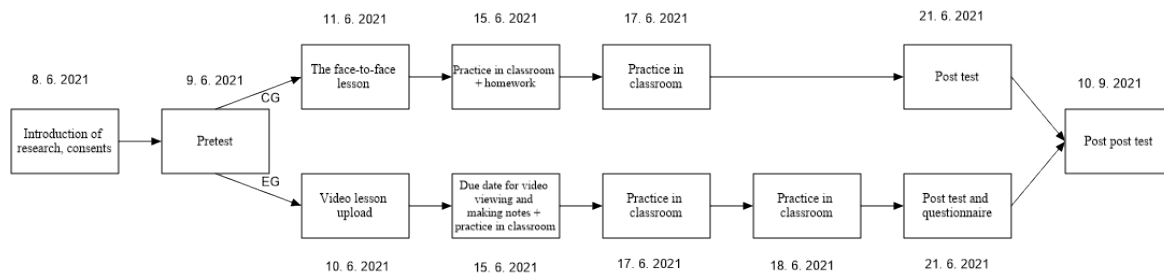 11. 6. 2021
15. 6. 2021
17. 6. 2021
21. 6. 2021
8. 6. 2021
9. 6. 2021
10. 9. 2021
The face-to-face
lesson
Practice in classroom
+ homework
Practice in
classroom
Post test
CG
Introduction of
research, consents
Pretest
Post post test
EG
Video lesson
upload
Due date for video
viewing and
making notes +
practice in classroom
Practice in
classroom
Practice in
classroom
Post test and
questionnaire
10. 6. 2021
15. 6. 2021
17. 6. 2021
18. 6. 2021
21. 6. 2021